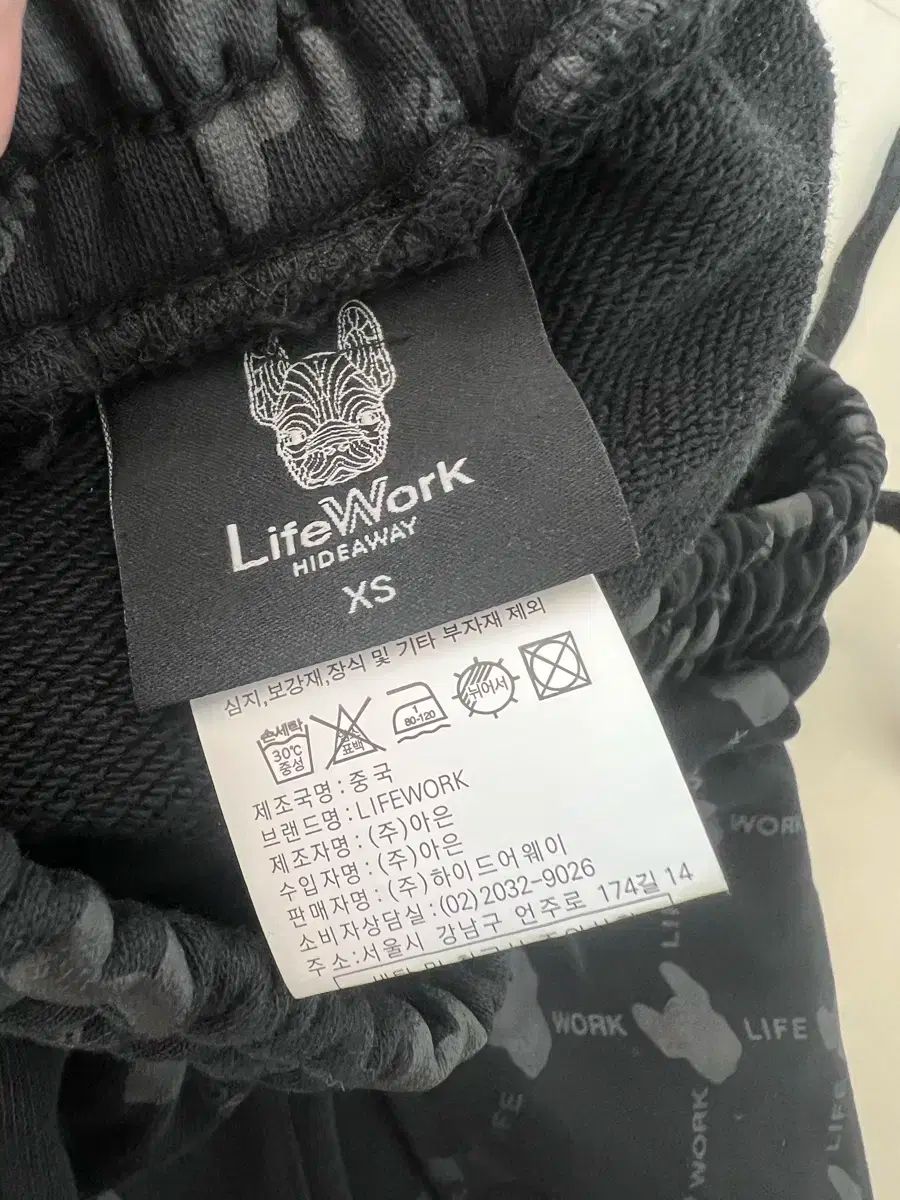 LifeWork
HIDEAWAY
XS
심지,보강재,장식 및 기타 부자재 제외
손세탁
30℃
중성
표백
1
80-120
뉘어서
제조국명:중국
브랜드명:LIFEWORK
제조자명:(주)아은
수입자명:(주)아은
판매자명:(주)하이드어웨이
소비자상담실:(02)2032-9026
주소:서울시 강남구 언주로 174길 14
WORK
WORK
LIFE
WORK
LIFE